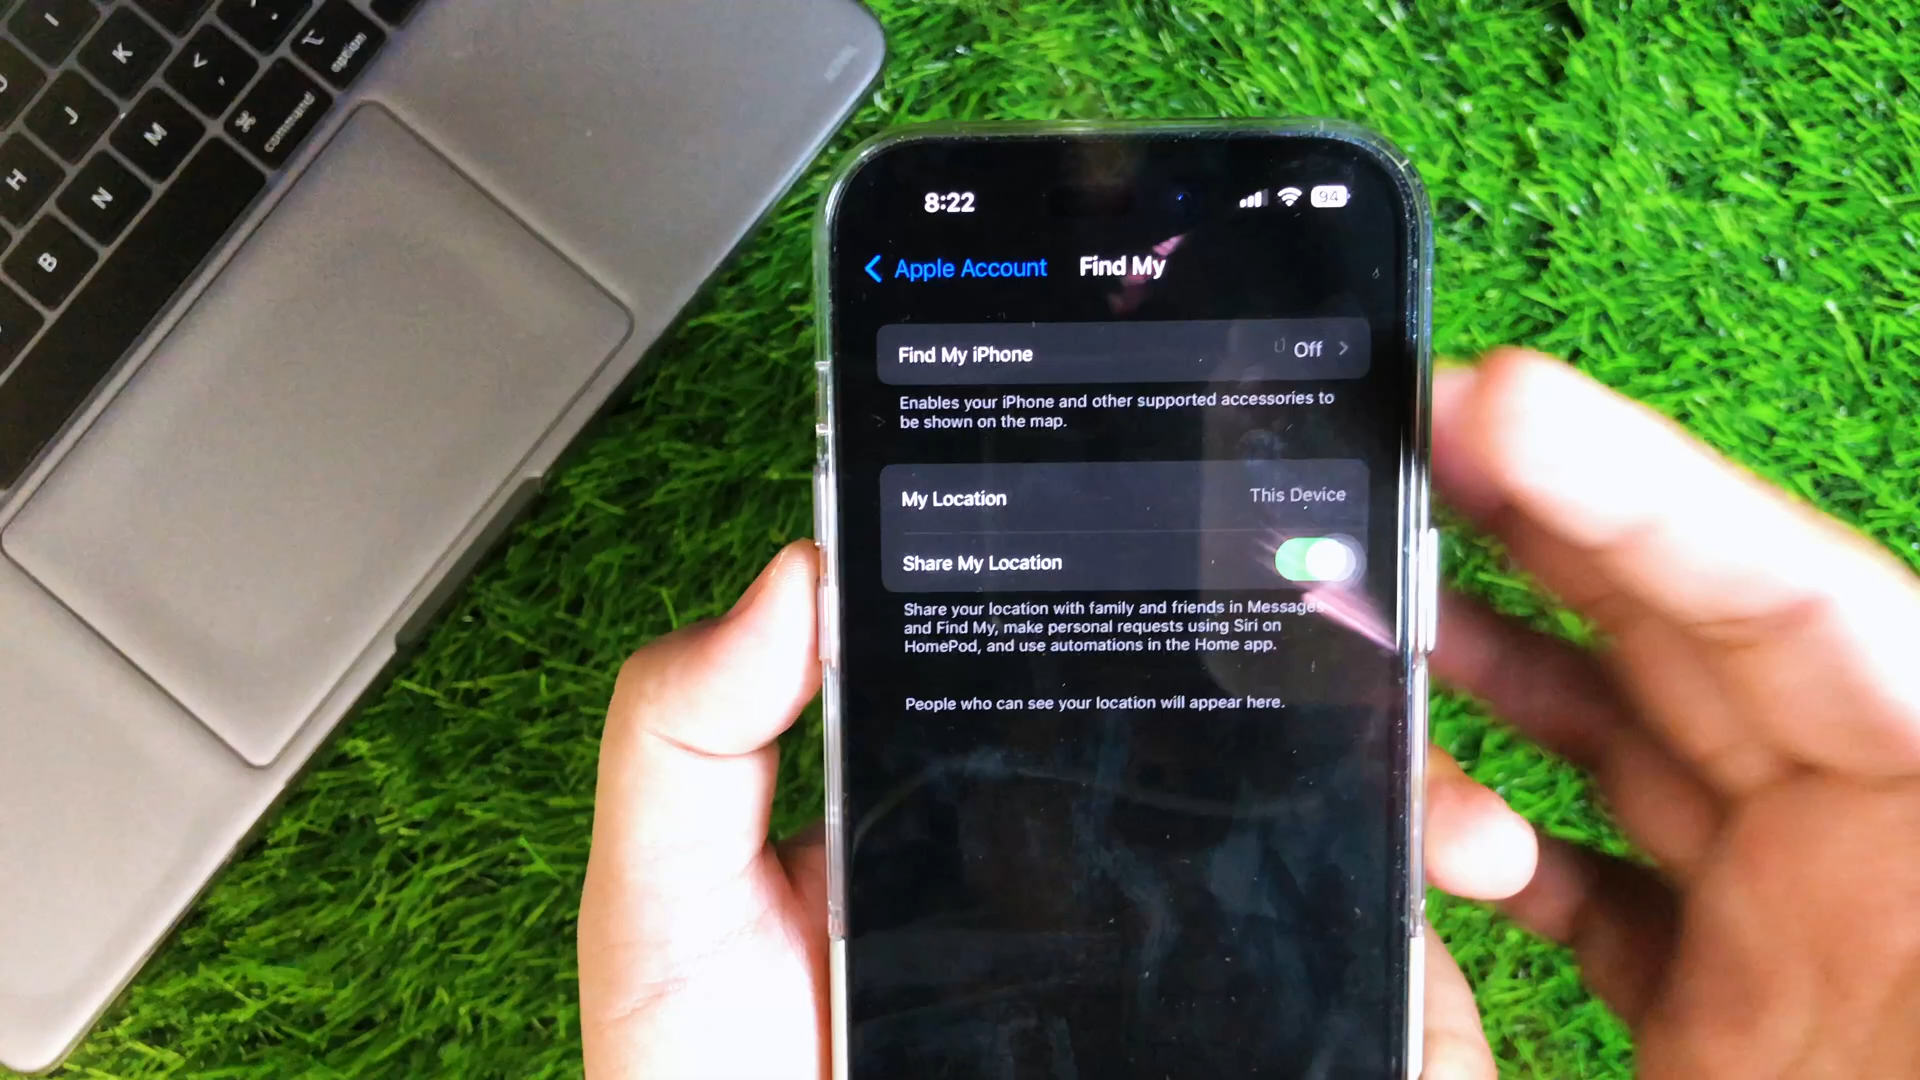 I
K
<
,
option
J
M
⌘
command
H
N
B
8:22
94
Apple Account
Find My
Find My iPhone
Off
Enables your iPhone and other supported accessories to
be shown on the map.
My Location
This Device
Share My Location
Share your location with family and friends in Messages
and Find My, make personal requests using Siri on
HomePod, and use automations in the Home app.
People who can see your location will appear here.